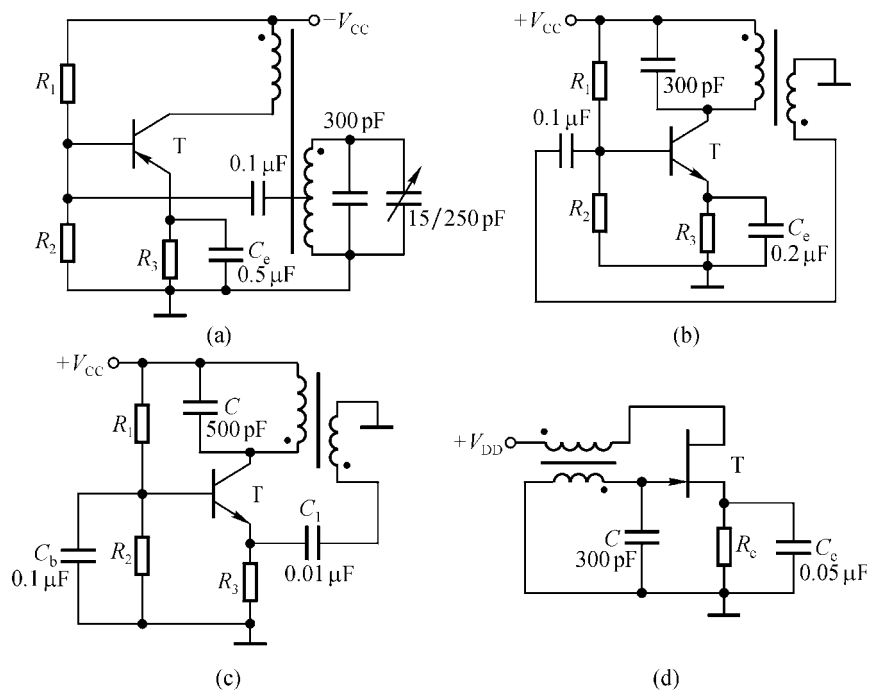 −V_CC
R_1
T
300 pF
0.1 μF
15/250 pF
R_2
R_3
C_e
0.5 μF
(a)
+V_CC
R_1
300 pF
0.1 μF
T
R_2
R_3
C_e
0.2 μF
(b)
+V_CC
R_1
C
500 pF
T
C_b
0.1 μF
R_2
C_1
0.01 μF
R_3
(c)
+V_DD
T
C
300 pF
R_e
C_e
0.05 μF
(d)